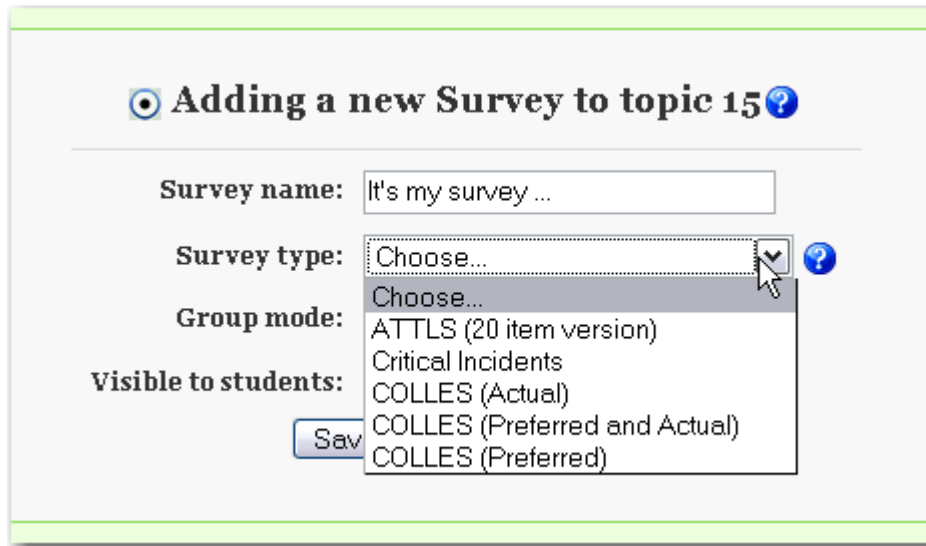 Adding a new Survey to topic 15
Survey name: It's my survey ...
Survey type: Choose...
Choose...
Group mode:
ATTLS (20 item version)
Critical Incidents
Visible to students:
COLLES (Actual)
COLLES (Preferred and Actual)
COLLES (Preferred)